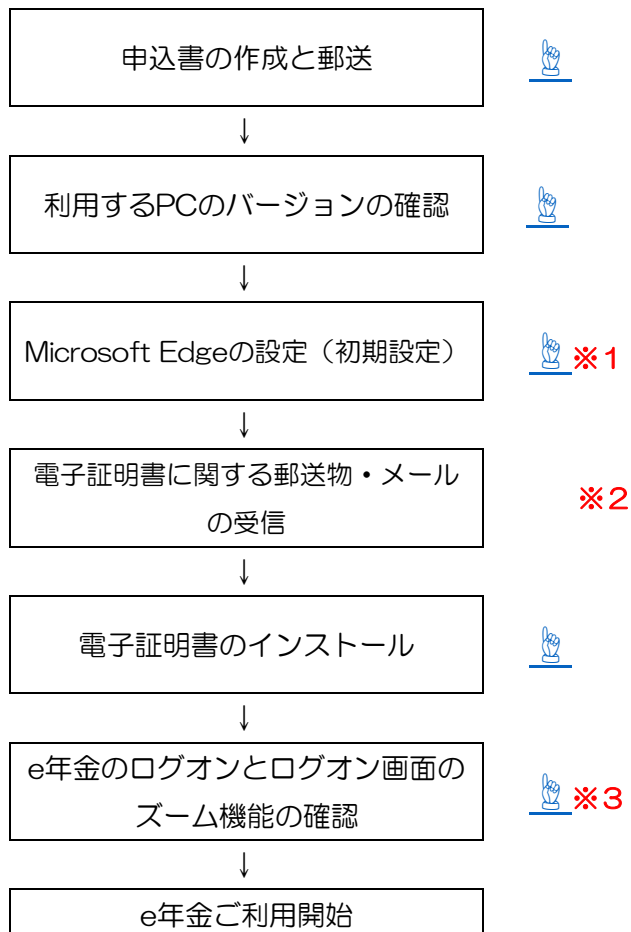 申込書の作成と郵送
↓
利用するPCのバージョンの確認
↓
Microsoft Edgeの設定（初期設定） ※１
↓
電子証明書に関する郵送物・メール
の受信 ※２
↓
電子証明書のインストール
↓
e年金のログオンとログオン画面の
ズーム機能の確認 ※３
↓
e年金ご利用開始